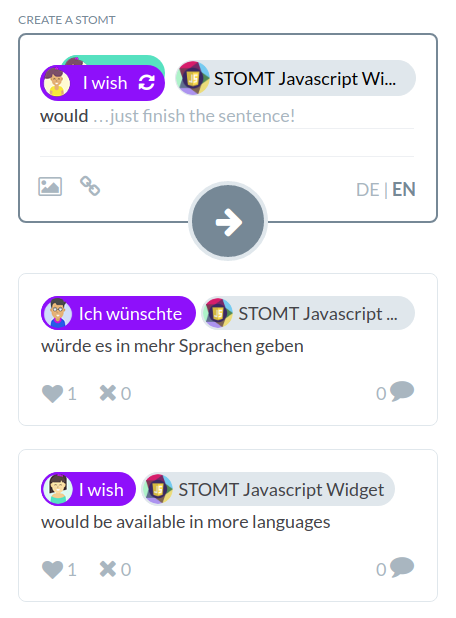 CREATE A STOMT
I wish STOMT Javascript Wi...
would ...just finish the sentence!
DE | EN
Ich wünschte STOMT Javascript ...
würde es in mehr Sprachen geben
1 0 0
I wish STOMT Javascript Widget
would be available in more languages
1 0 0